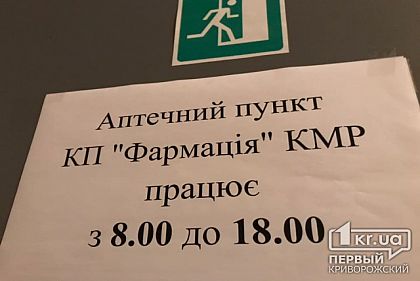 Аптечний пункт
КП "Фармація" КМР
працює
з 8.00 до 18.00
1kr.ua
ПЕРВЫЙ
КРИВОРОЖСКИЙ